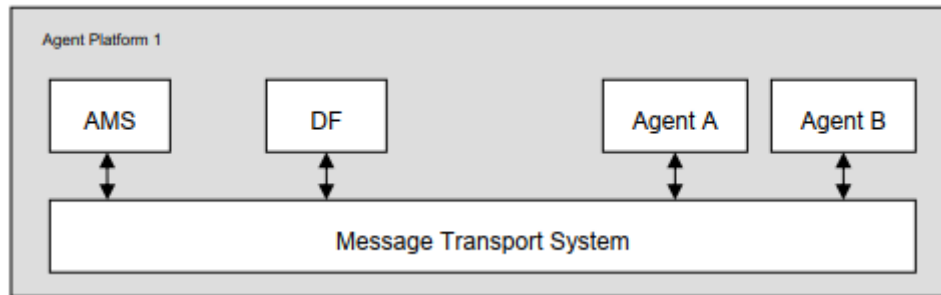 Agent Platform 1
AMS
DF
Agent A
Agent B
Message Transport System